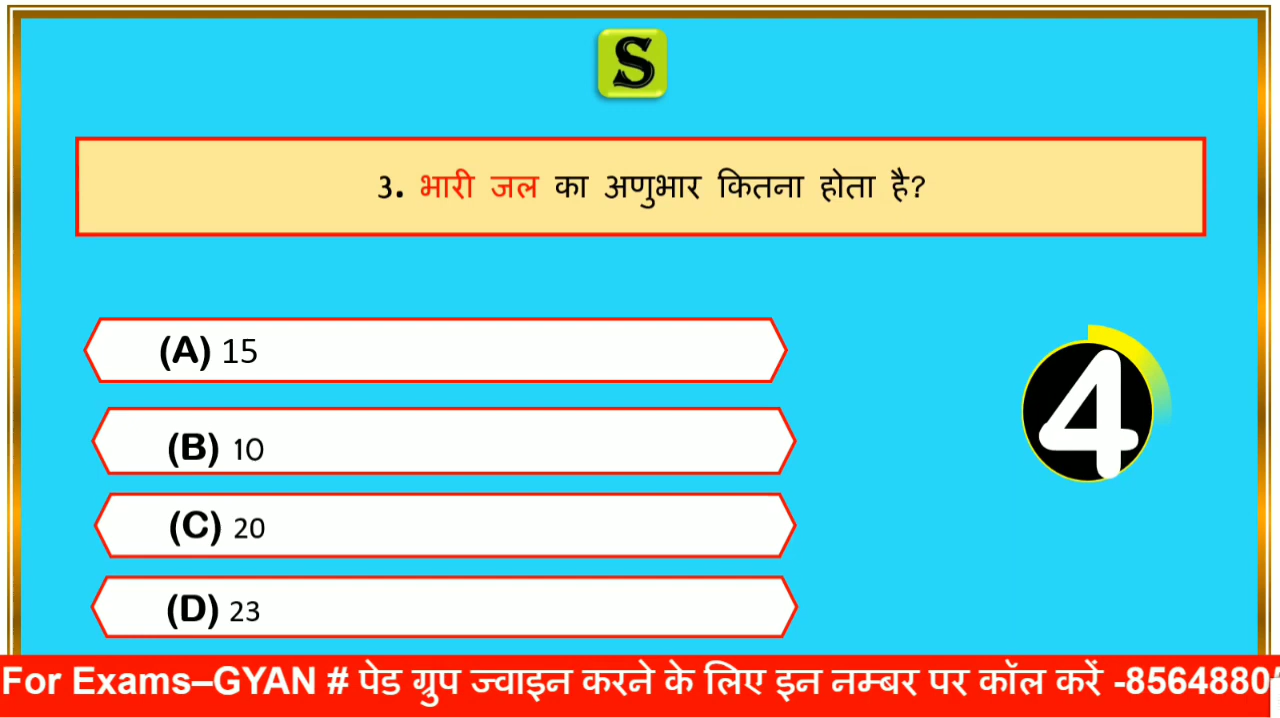 S
3. भारी जल का अणुभार कितना होता है?
(A) 15
(B) 10
4
(C) 20
(D) 23
For Exams–GYAN # पेड ग्रुप ज्वाइन करने के लिए इन नम्बर पर कॉल करें -8564880